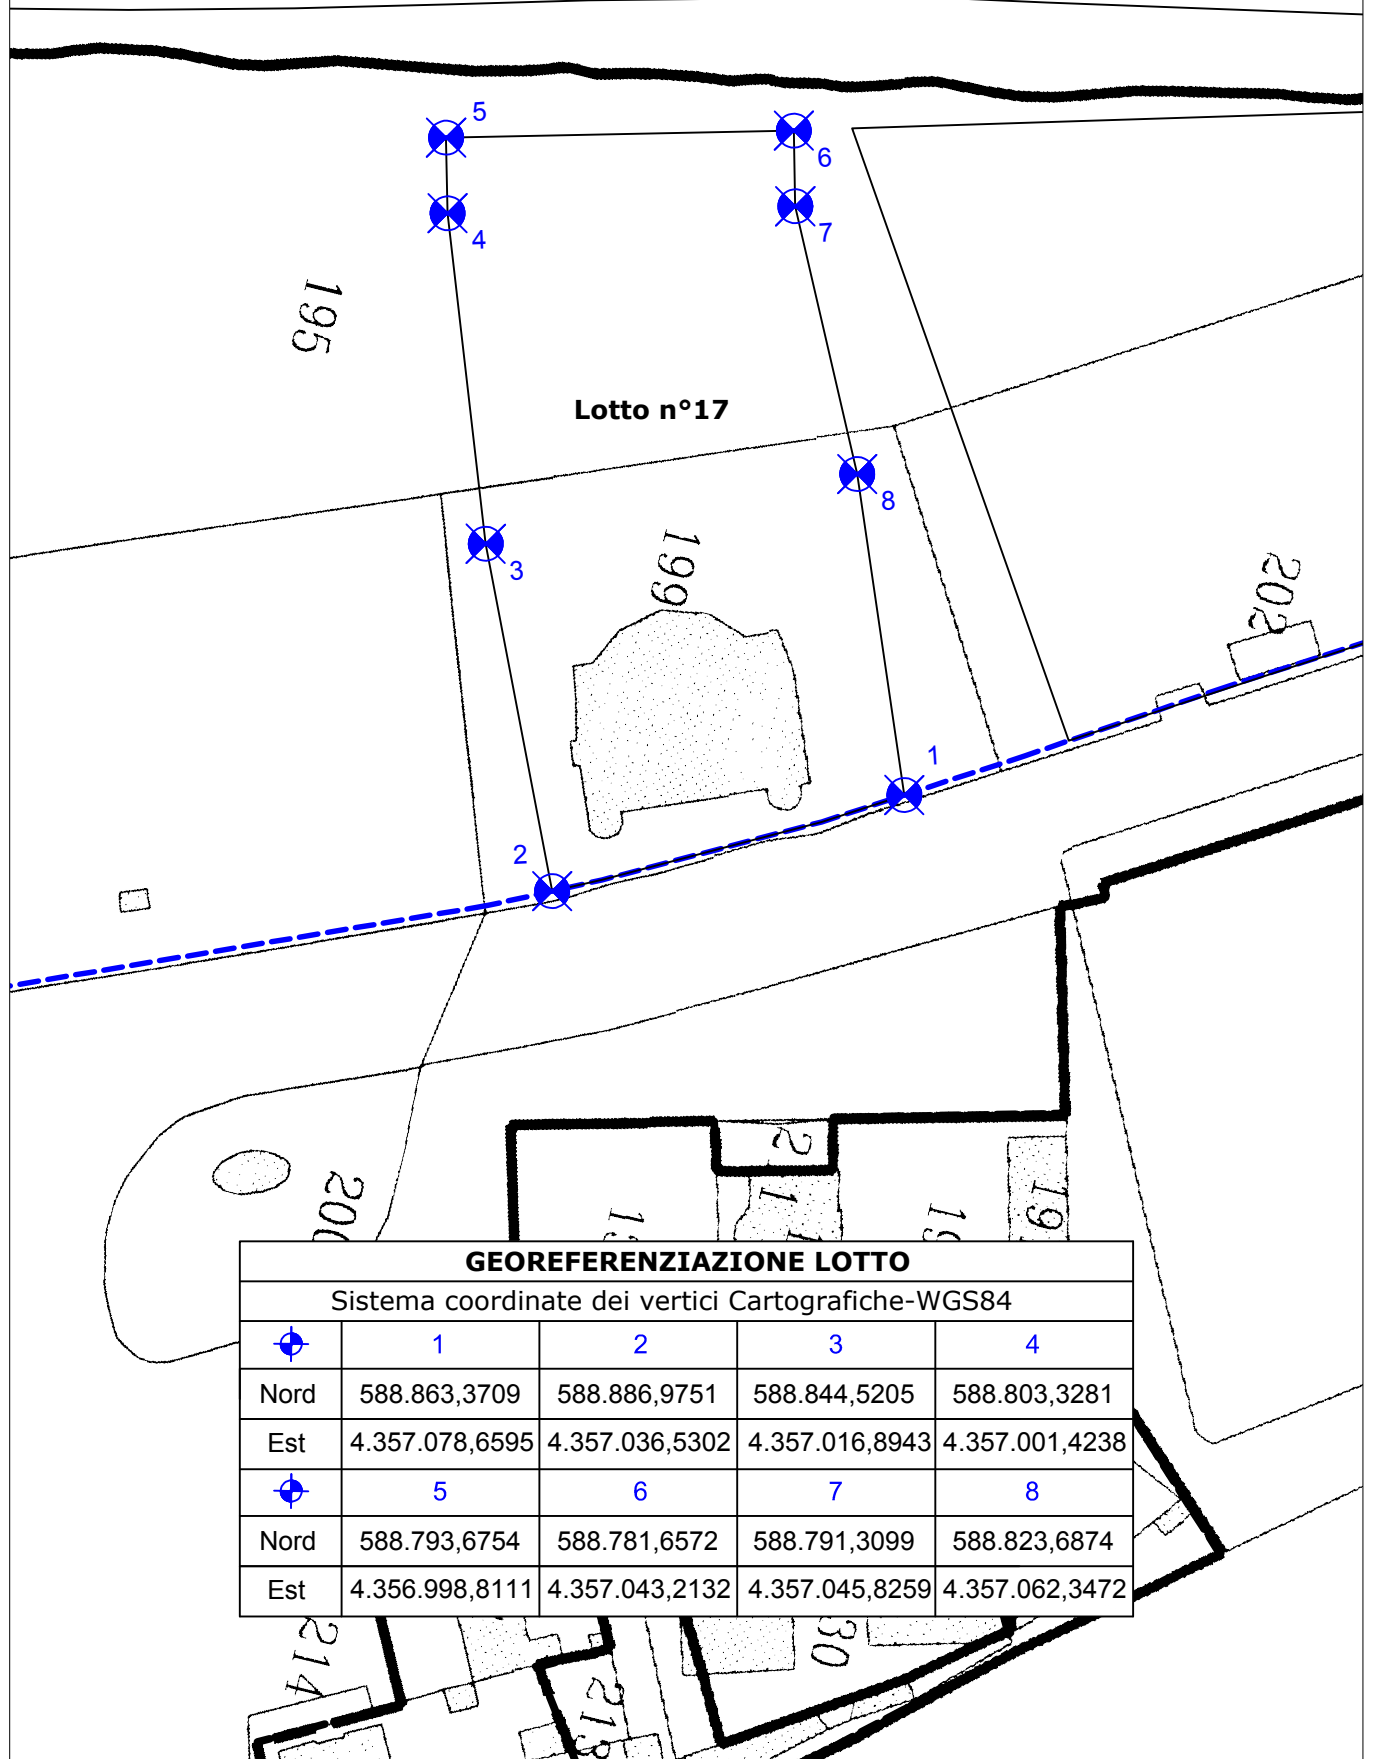 5
6
4
7
195
Lotto n°17
8
3
199
202
1
2
2
1
GEOREFERENZIAZIONE LOTTO
Sistema coordinate dei vertici Cartografiche-WGS84
1 2 3 4
Nord 588.863,3709 588.886,9751 588.844,5205 588.803,3281
Est 4.357.078,6595 4.357.036,5302 4.357.016,8943 4.357.001,4238
5 6 7 8
Nord 588.793,6754 588.781,6572 588.791,3099 588.823,6874
Est 4.356.998,8111 4.357.043,2132 4.357.045,8259 4.357.062,3472
214
30